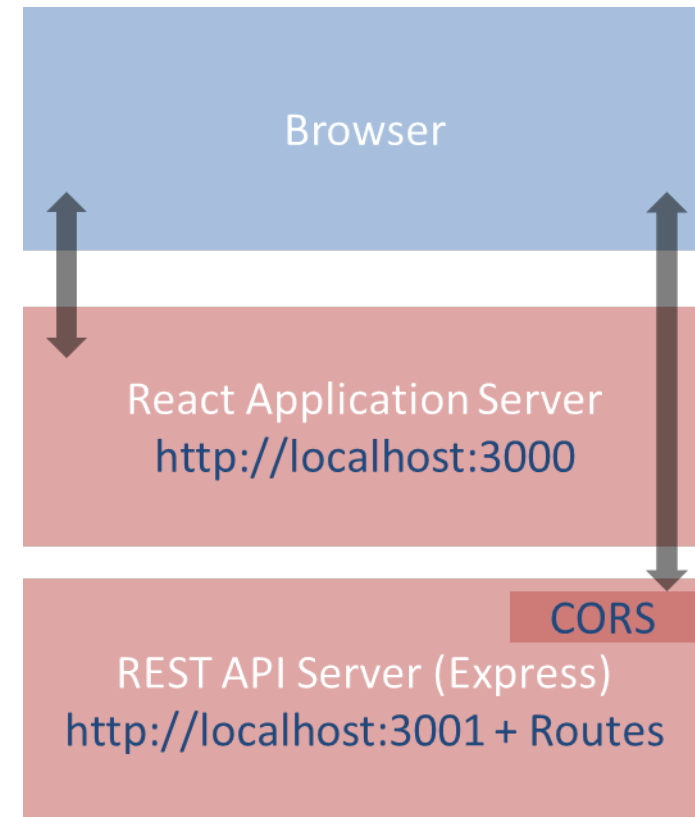 Browser
React Application Server
http://localhost:3000
CORS
REST API Server (Express)
http://localhost:3001 + Routes